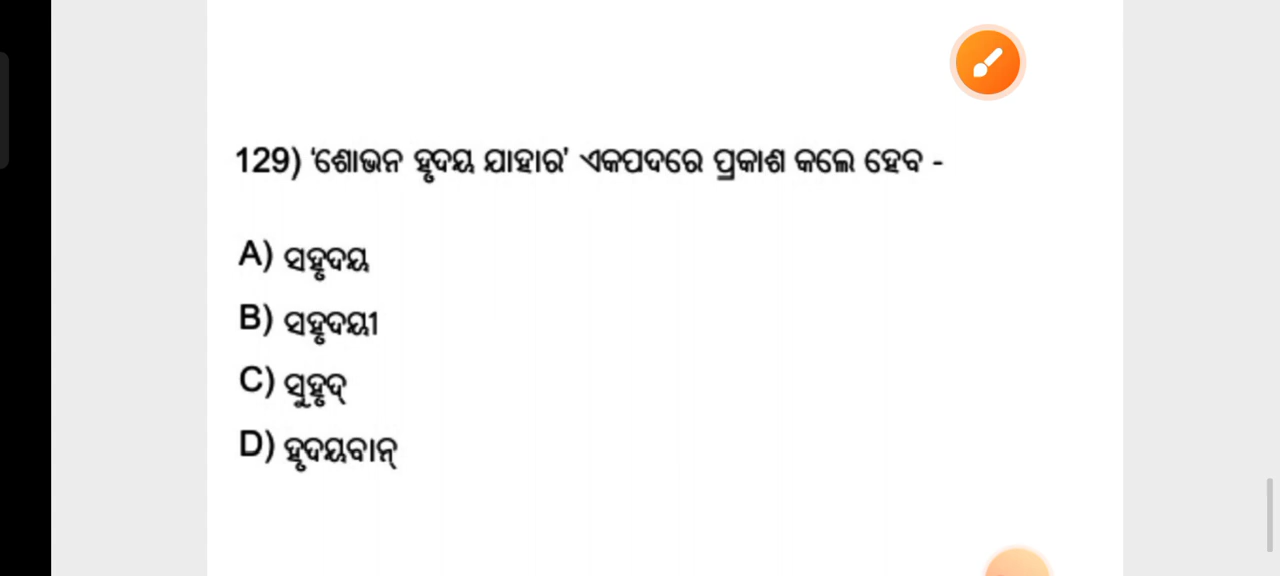 129) 'ଶୋଭନ ହୃଦୟ ଯାହାର' ଏକପଦରେ ପ୍ରକାଶ କଲେ ହେବ -
A) ସହୃଦୟ
B) ସହୃଦୟୀ
C) ସୁହୃଦ୍
D) ହୃଦୟବାନ୍